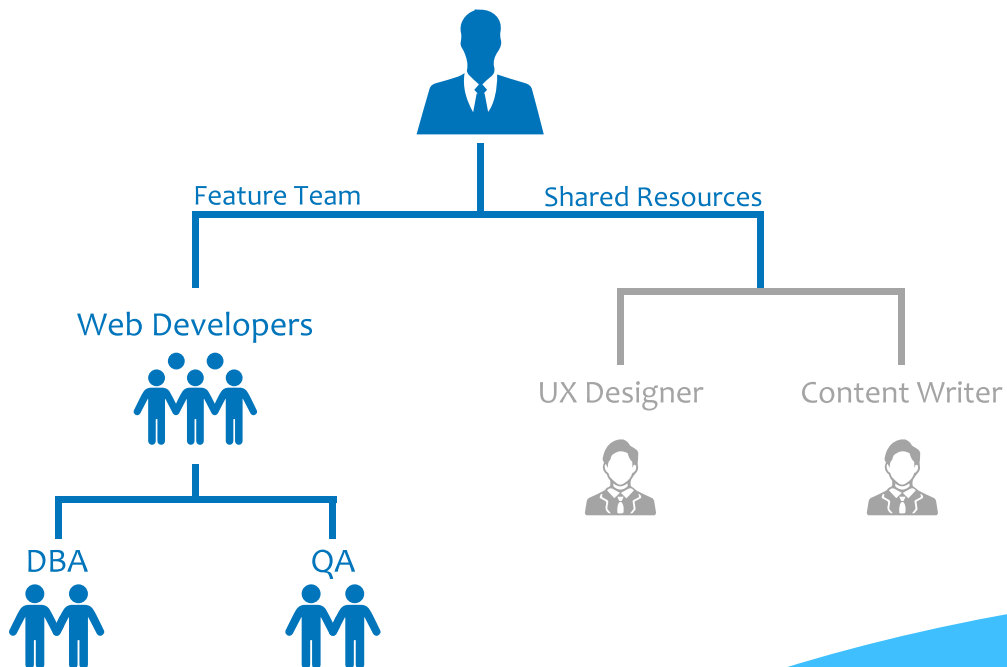 Feature Team
Shared Resources
Web Developers
UX Designer
Content Writer
DBA
QA